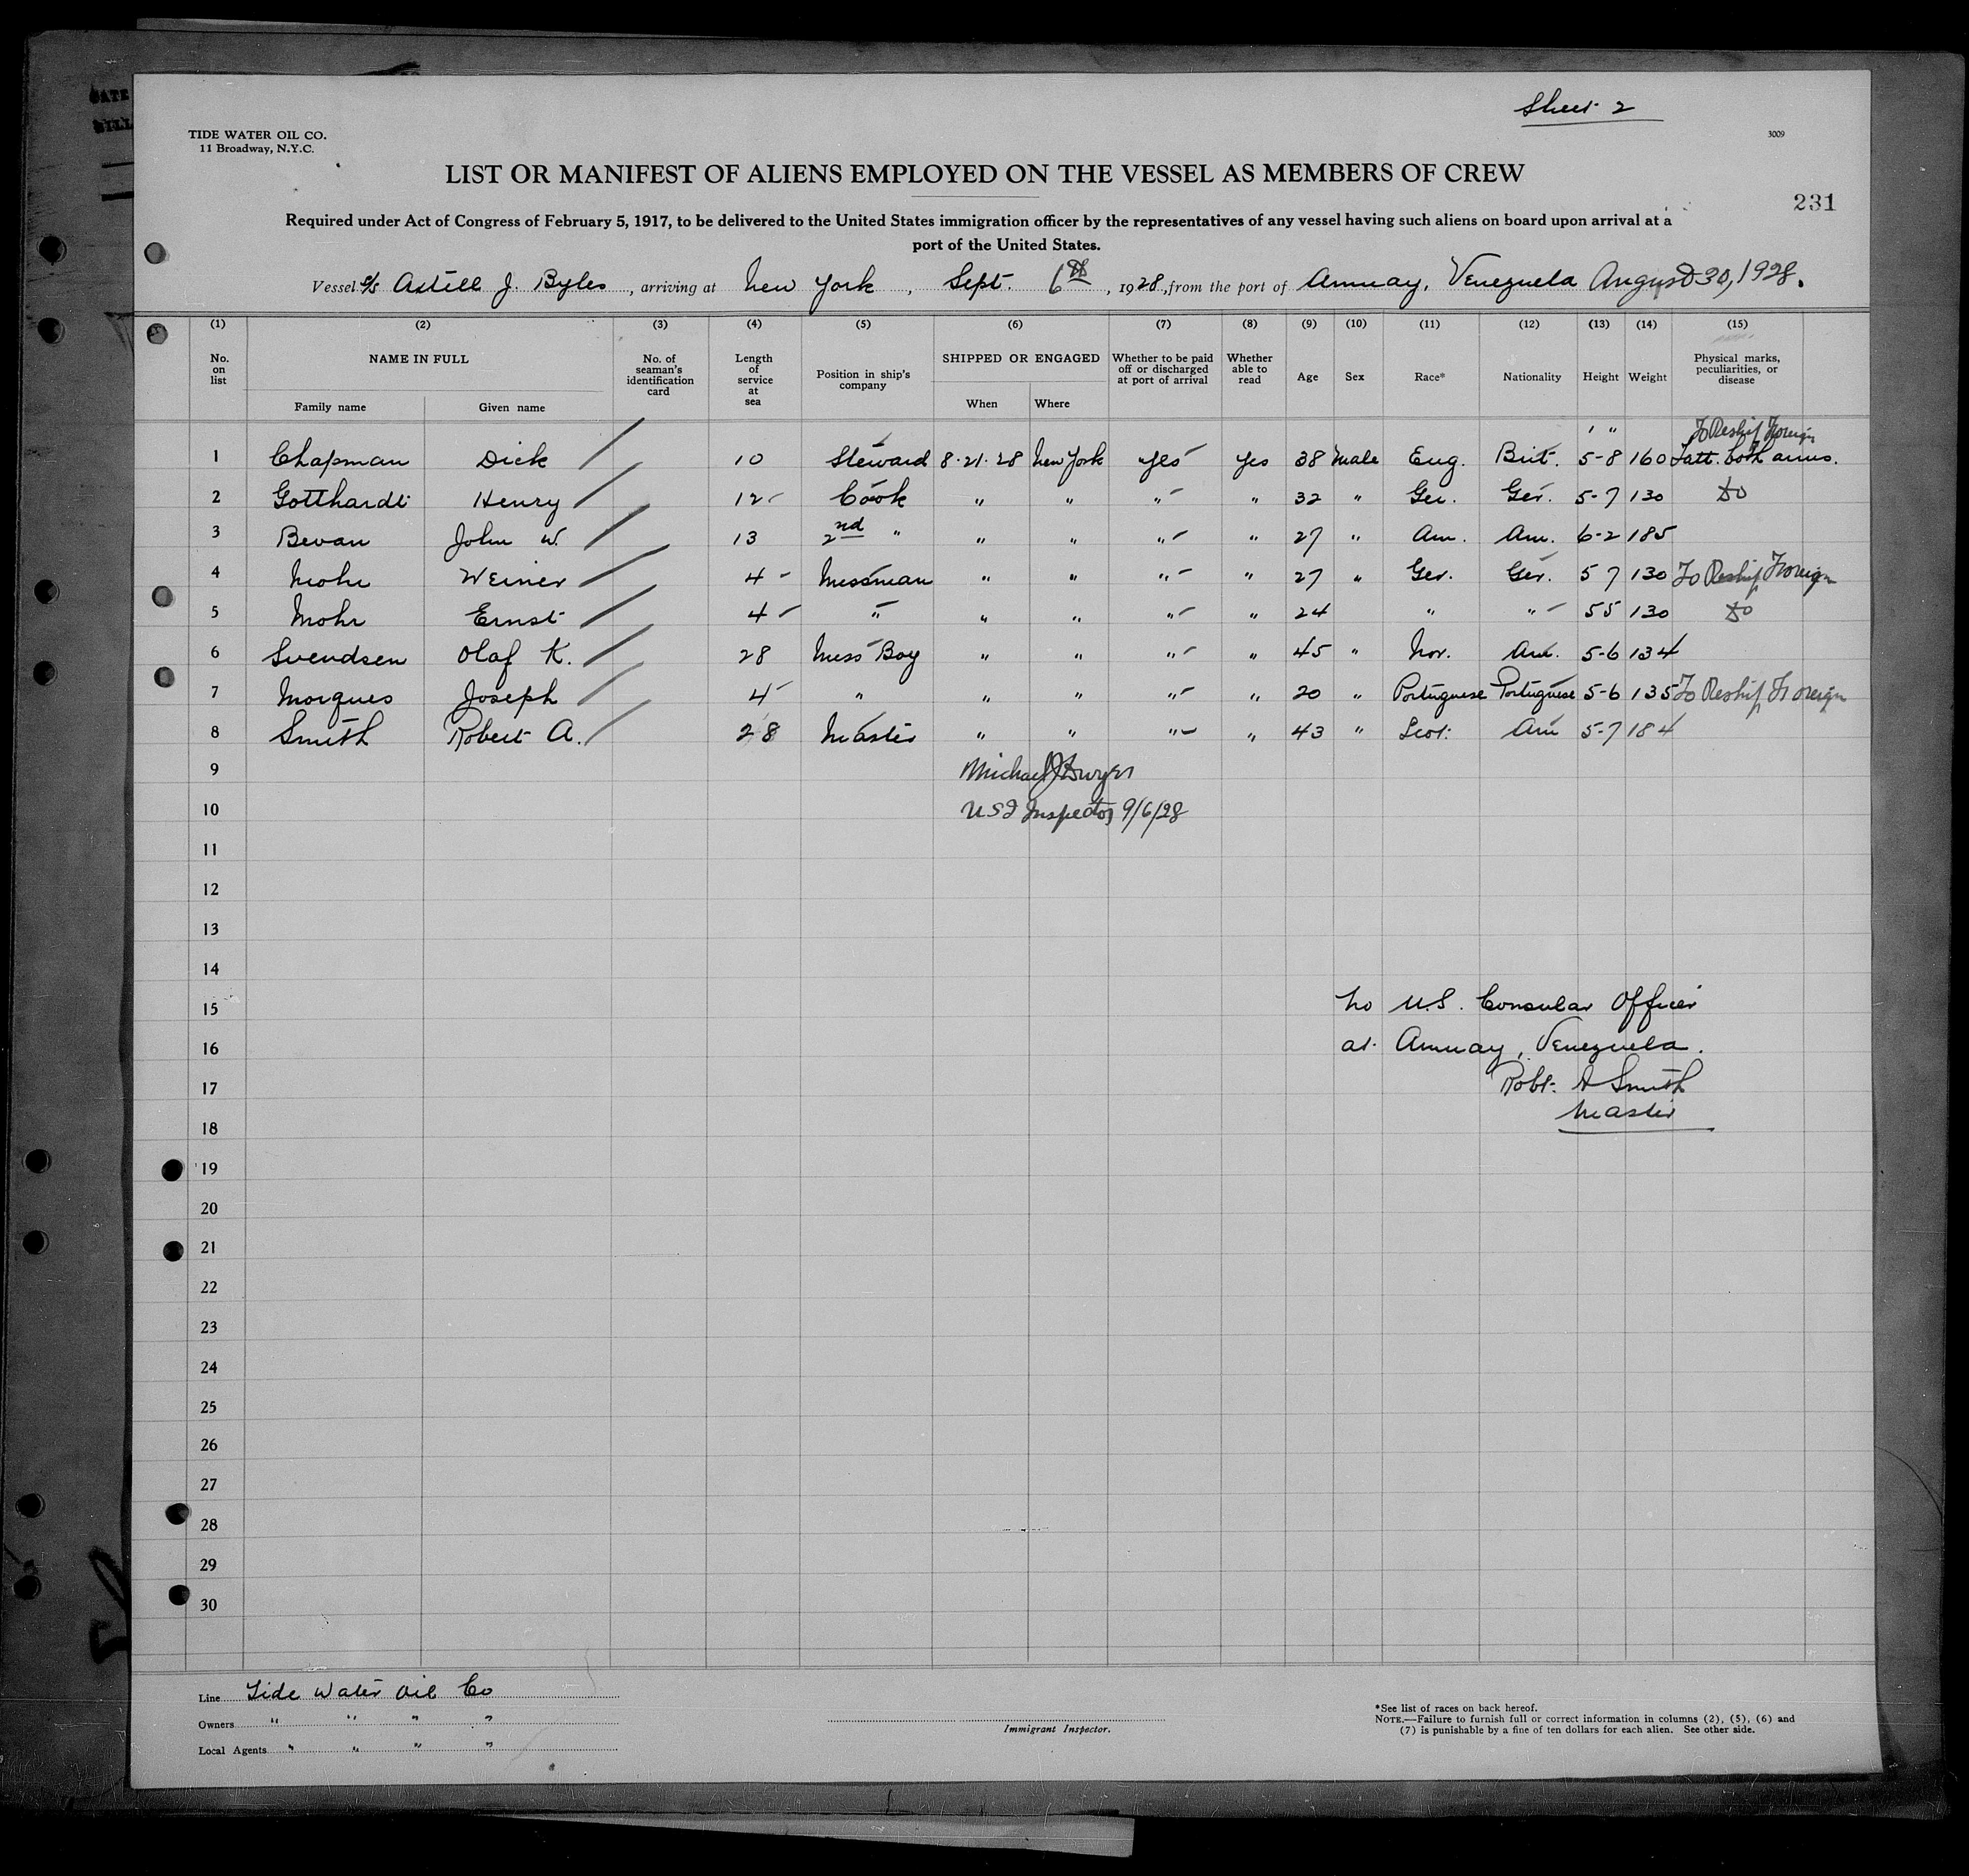 Sheet 2
TIDE WATER OIL CO.
11 Broadway, N.Y.C.
3009
LIST OR MANIFEST OF ALIENS EMPLOYED ON THE VESSEL AS MEMBERS OF CREW
231
Required under Act of Congress of February 5, 1917, to be delivered to the United States immigration officer by the representatives of any vessel having such aliens on board upon arrival at a
port of the United States.
Vessel S/S Axtell J. Byles, arriving at New York, Sept. 6th, 1928, from the port of Amuay, Venezuela August 30, 1928.
(1) (2) (3) (4) (5) (6) (7) (8) (9) (10) (11) (12) (13) (14) (15)
No. on list NAME IN FULL No. of seaman's identification card Length of service at sea Position in ship's company SHIPPED OR ENGAGED Whether to be paid off or discharged at port of arrival Whether able to read Age Sex Race* Nationality Height Weight Physical marks, peculiarities, or disease
Family name Given name When Where
To Reship Foreign
1 Chapman Dick 10 Steward 8-21-28 New York Yes Yes 38 Male Eng. Brit. 5-8 160 Tatt. both arms.
2 Gotthardt Henry 12 Cook " " " " 32 " Ger. Ger. 5-7 130 Do
3 Bevan John W. 13 2nd " " " " " 27 " Am. Am. 6-2 185
4 Mohr Weiner 4 Messman " " " " 27 " Ger. Ger. 5 7 130 To Reship Foreign
5 Mohr Ernst 4 " " " " " 24 " " 5 5 130 Do
6 Svendsen Olaf K. 28 Mess Boy " " " " 45 " Nor. Am. 5-6 134
7 Morques Joseph 4 " " " " " 20 " Portuguese Portuguese 5-6 135 To Reship Foreign
8 Smith Robert A. 28 Master " " " " 43 " Scot. Am 5-7 184
9 Michael J Dwyer
10 USI Inspector 9/6/28
11
12
13
14
15 No U.S. Consular Officer
16 at Amuay, Venezuela.
17 Robt. A Smith
18 Master
19
20
21
22
23
24
25
26
27
28
29
30
Line Tide Water Oil Co
Owners " " " "
Local Agents " " " "
Immigrant Inspector.
*See list of races on back hereof.
NOTE.—Failure to furnish full or correct information in columns (2), (5), (6) and
(7) is punishable by a fine of ten dollars for each alien. See other side.